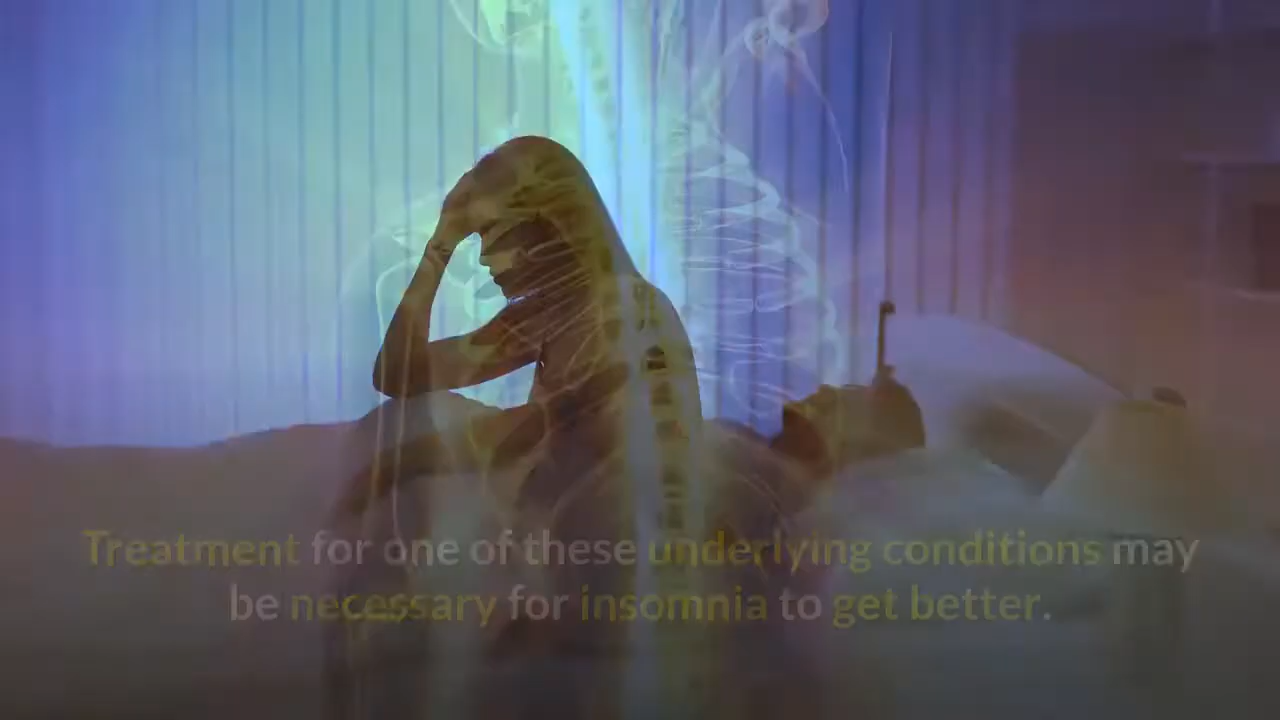 Treatment for one of these underlying conditions may
be necessary for insomnia to get better.